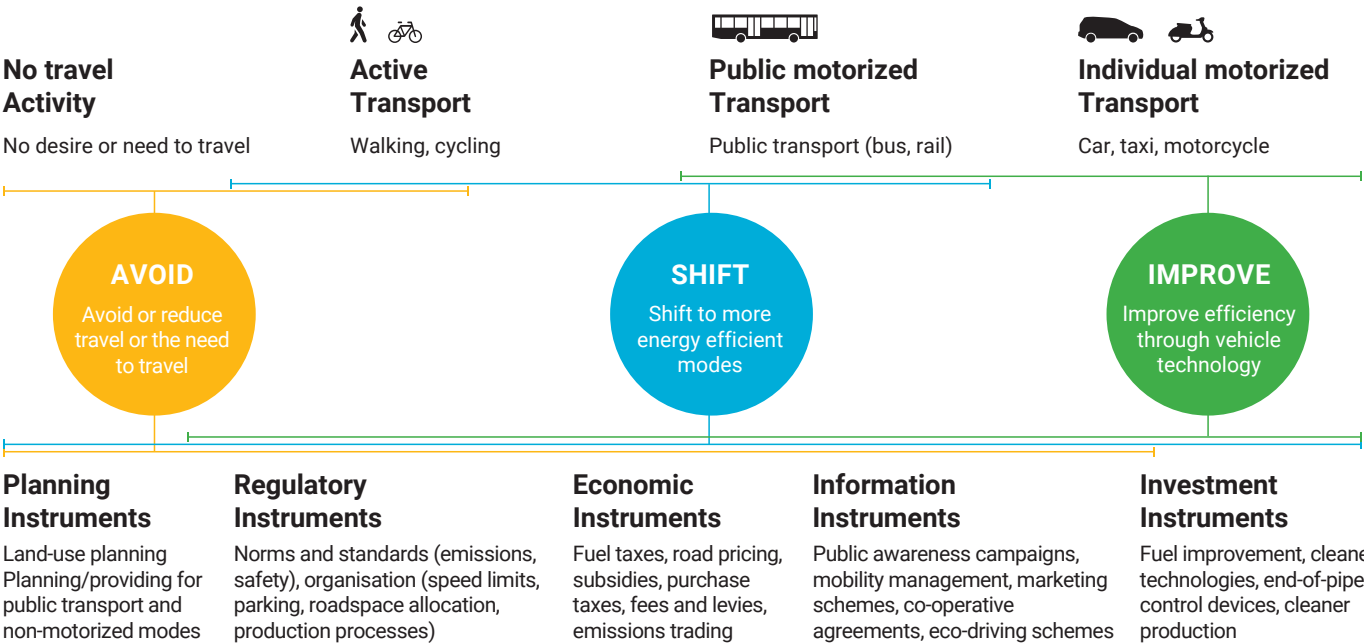 No travel
Activity
No desire or need to travel
Active
Transport
Walking, cycling
Public motorized
Transport
Public transport (bus, rail)
Individual motorized
Transport
Car, taxi, motorcycle
AVOID
Avoid or reduce
travel or the need
to travel
SHIFT
Shift to more
energy efficient
modes
IMPROVE
Improve efficiency
through vehicle
technology
Planning
Instruments
Land-use planning
Planning/providing for
public transport and
non-motorized modes
Regulatory
Instruments
Norms and standards (emissions,
safety), organisation (speed limits,
parking, roadspace allocation,
production processes)
Economic
Instruments
Fuel taxes, road pricing,
subsidies, purchase
taxes, fees and levies,
emissions trading
Information
Instruments
Public awareness campaigns,
mobility management, marketing
schemes, co-operative
agreements, eco-driving schemes
Investment
Instruments
Fuel improvement, cleane
technologies, end-of-pipe
control devices, cleaner
production